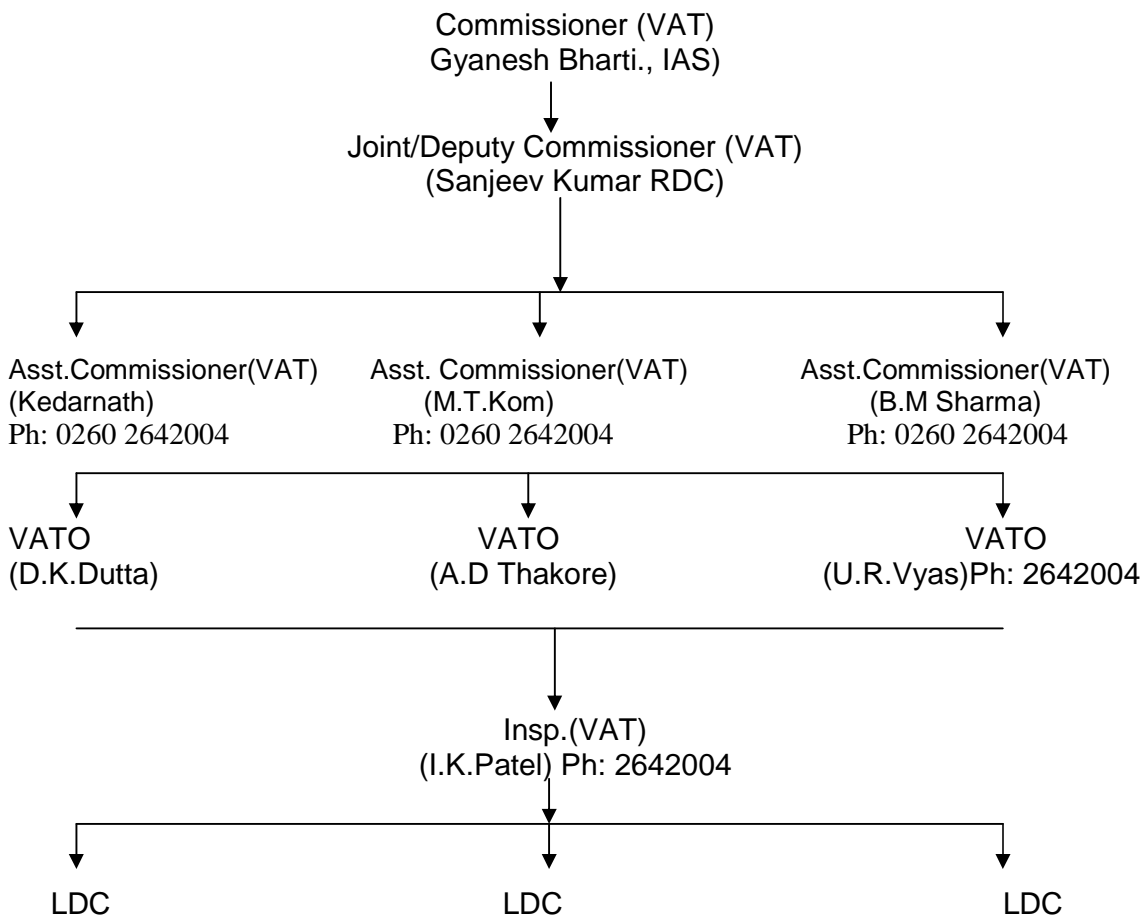 Commissioner (VAT)
Gyanesh Bharti., IAS)
Joint/Deputy Commissioner (VAT)
(Sanjeev Kumar RDC)
Asst.Commissioner(VAT) Asst. Commissioner(VAT) Asst.Commissioner(VAT)
(Kedarnath) (M.T.Kom) (B.M Sharma)
Ph: 0260 2642004 Ph: 0260 2642004 Ph: 0260 2642004
VATO VATO VATO
(D.K.Dutta) (A.D Thakore) (U.R.Vyas)Ph: 2642004
Insp.(VAT)
(I.K.Patel) Ph: 2642004
LDC LDC LDC